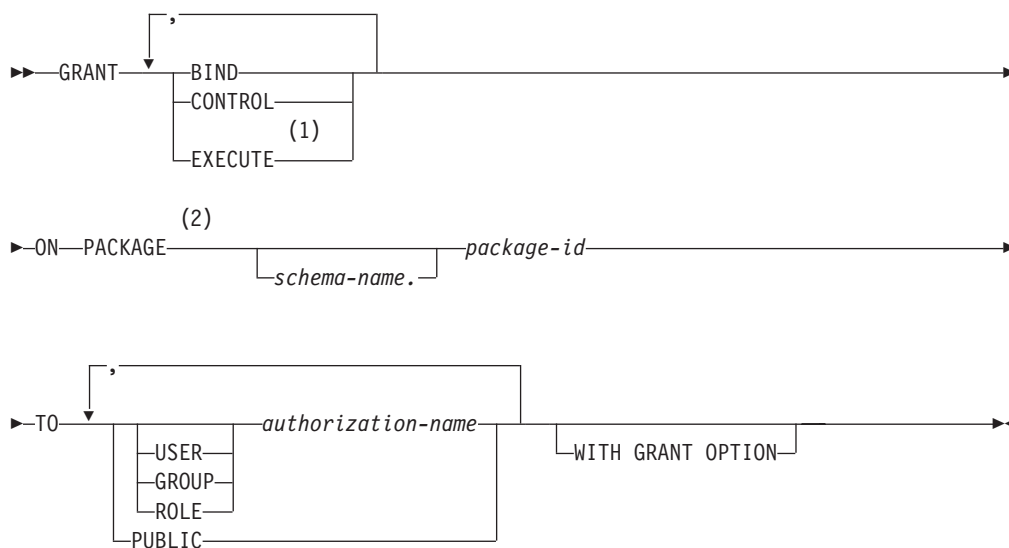 ,
GRANT BIND
CONTROL
(1)
EXECUTE
(2)
ON PACKAGE package-id
schema-name.
,
TO authorization-name
USER WITH GRANT OPTION
GROUP
ROLE
PUBLIC